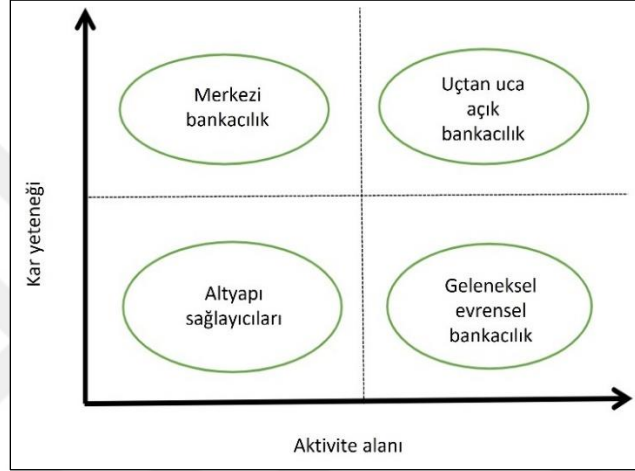 Merkezi
bankacılık
Uçtan uca
açık
bankacılık
Kar yeteneği
Altyapı
sağlayıcıları
Geleneksel
evrensel
bankacılık
Aktivite alanı